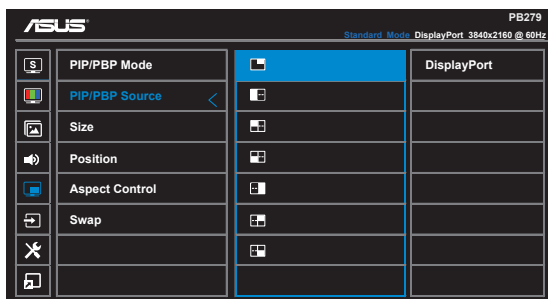 ASUS
PB279
Standard Mode DisplayPort 3840x2160 @ 60Hz
S
PIP/PBP Mode
DisplayPort
PIP/PBP Source
Size
Position
Aspect Control
Swap